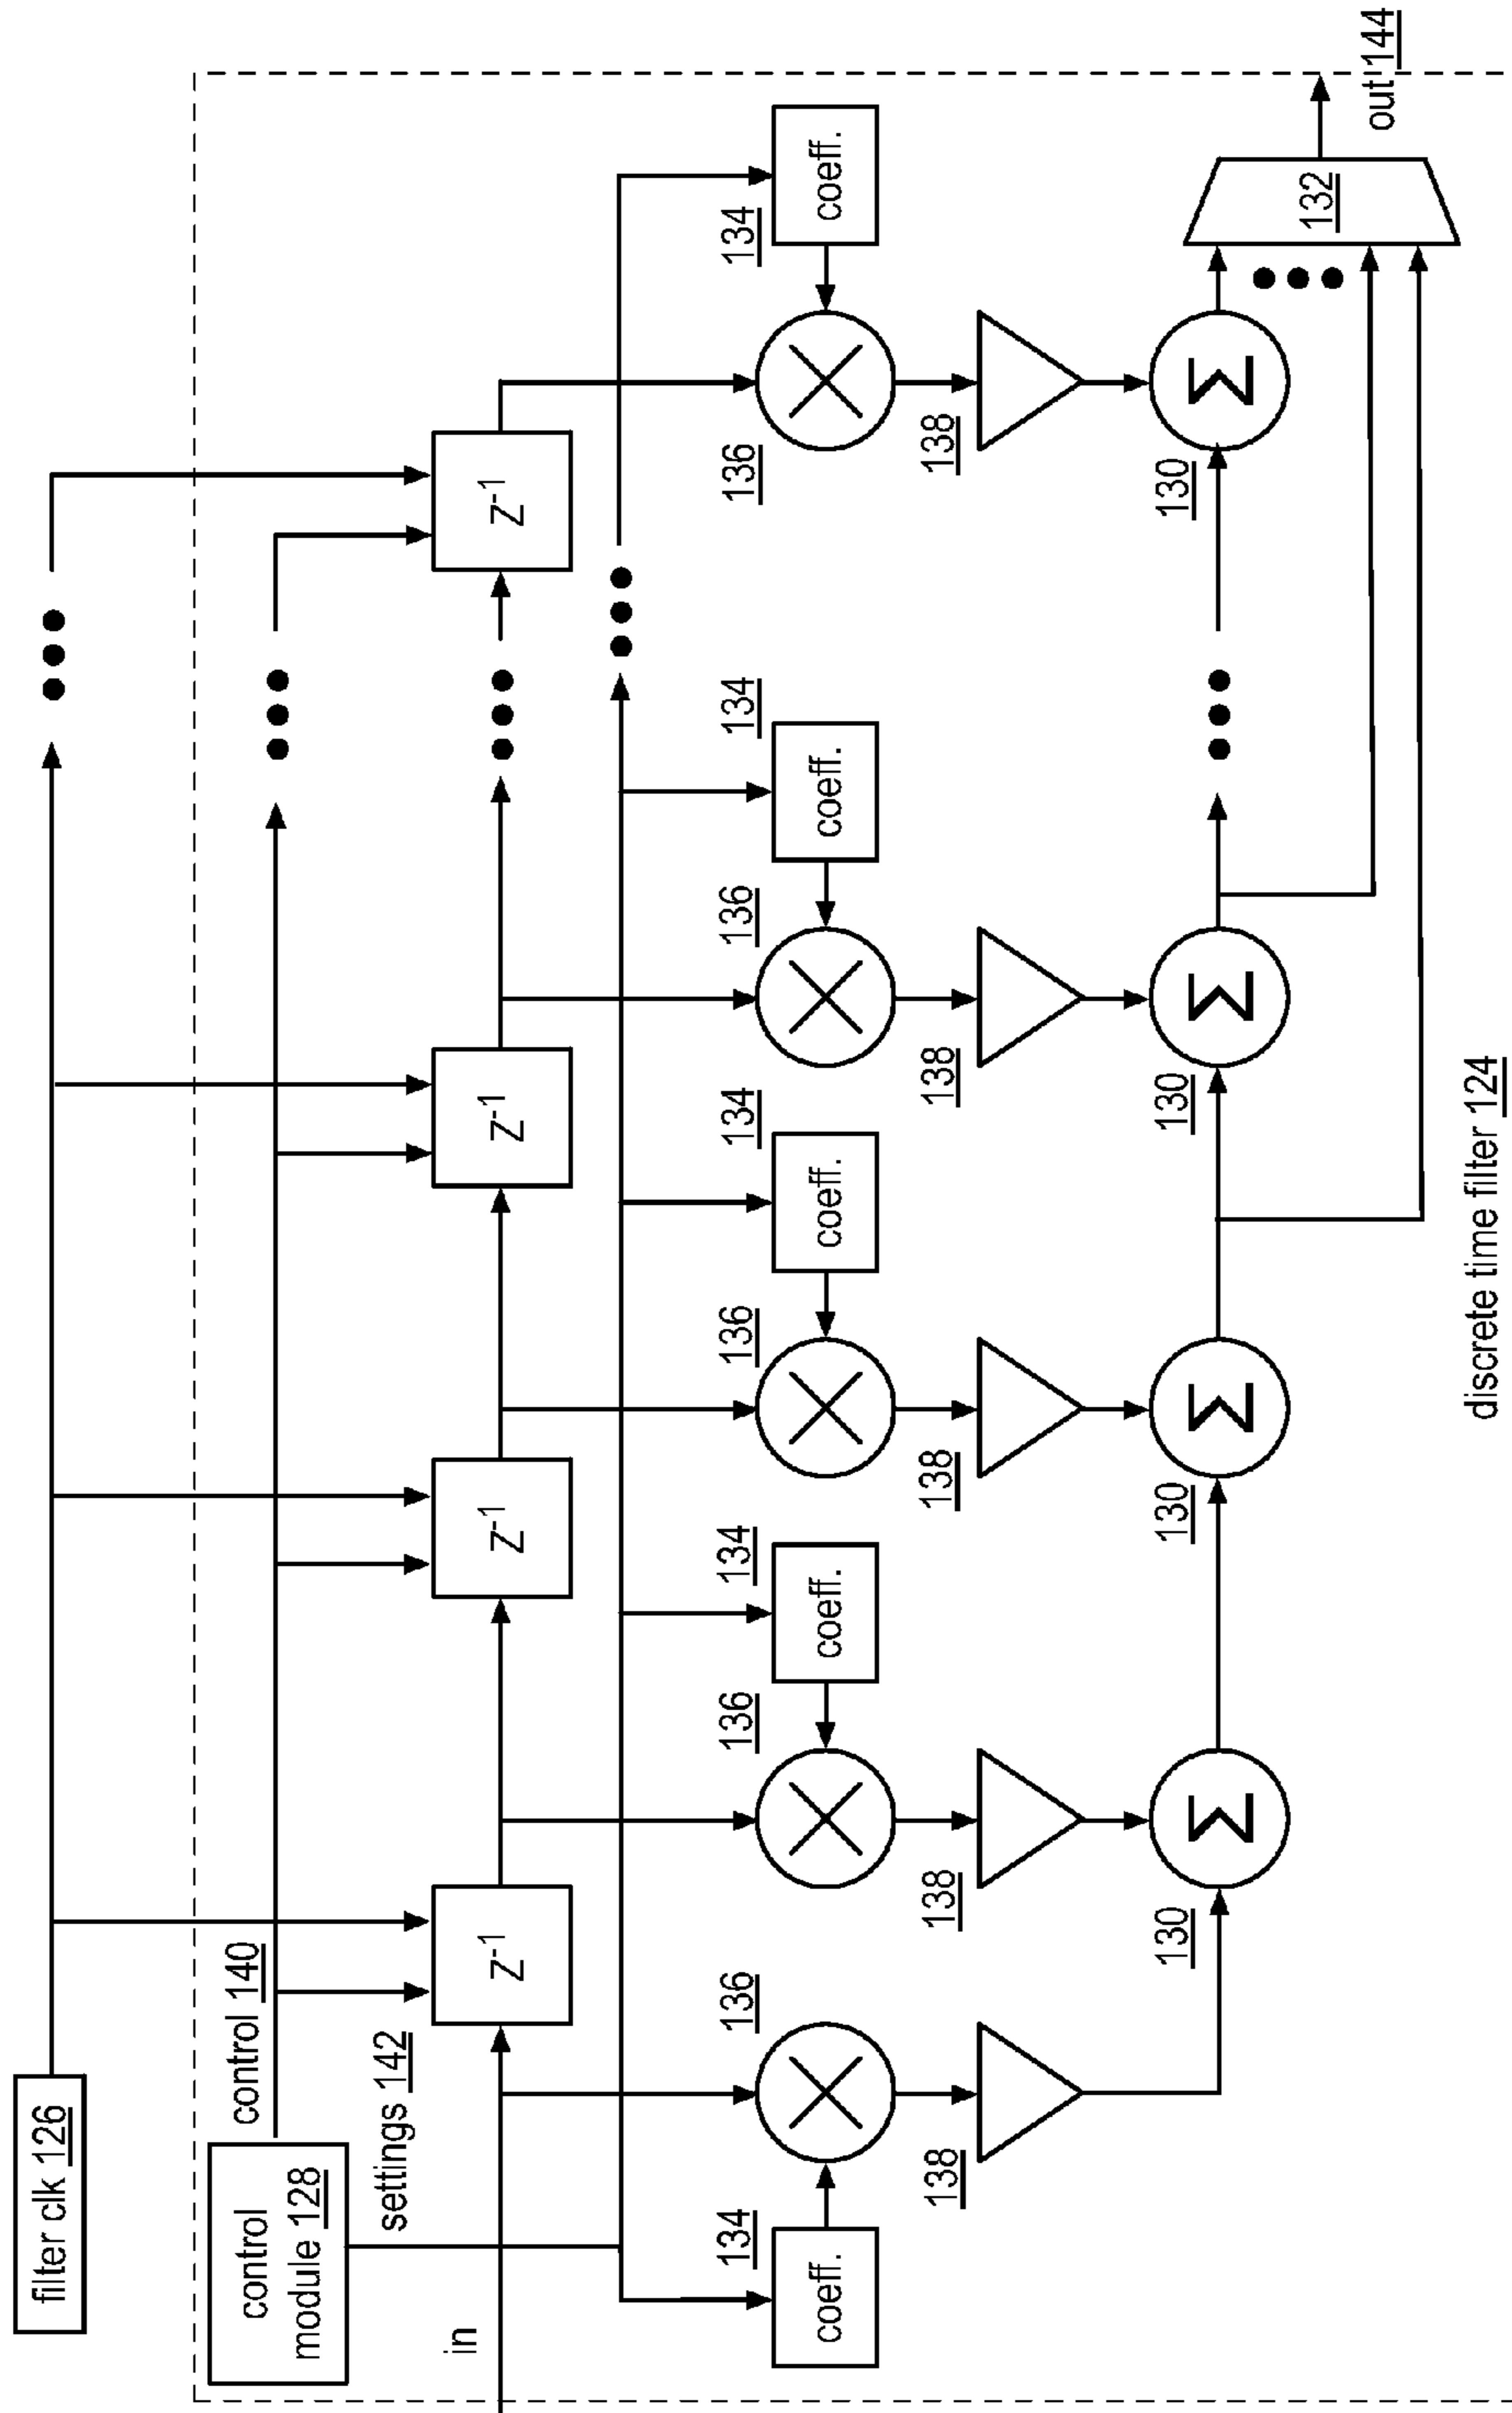 filter clk 126
control
module 128
control 140
settings 142
in
Z-1
Z-1
Z-1
Z-1
134
coeff.
134
coeff.
134
coeff.
134
coeff.
134
coeff.
136
136
136
136
136
138
138
138
138
138
130
Σ
130
Σ
130
Σ
130
Σ
132
out 144
discrete time filter 124